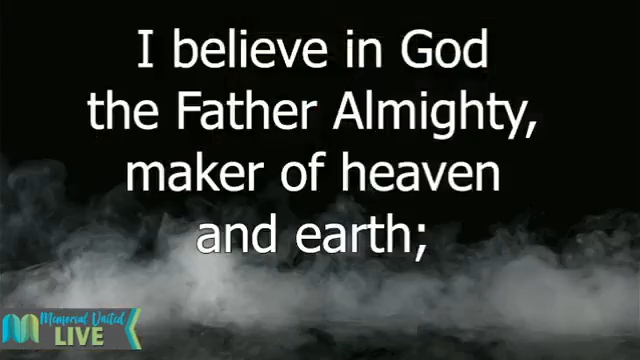 I believe in God
the Father Almighty,
maker of heaven
and earth;
Memorial United
LIVE